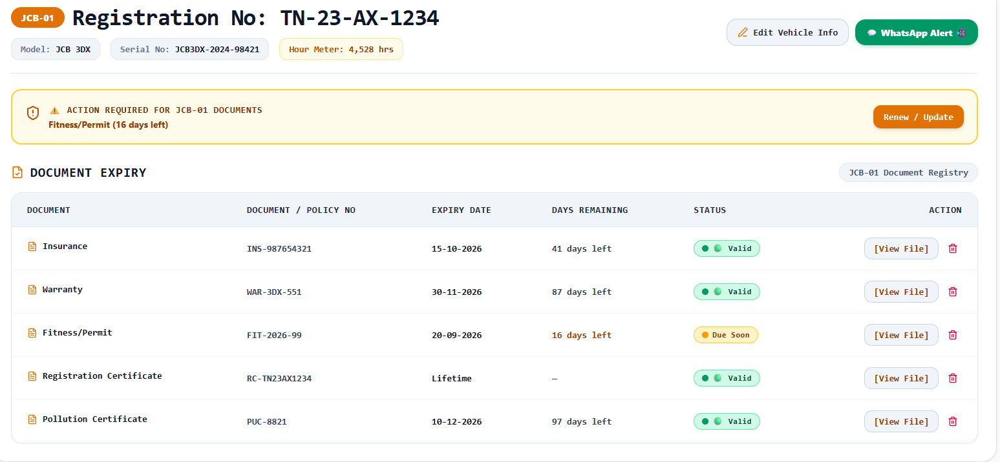 JCB-01 Registration No: TN-23-AX-1234
Edit Vehicle Info
WhatsApp Alert
Model: JCB 3DX
Serial No: JCB3DX-2024-98421
Hour Meter: 4,528 hrs
ACTION REQUIRED FOR JCB-01 DOCUMENTS
Fitness/Permit (16 days left)
Renew / Update
DOCUMENT EXPIRY
JCB-01 Document Registry
DOCUMENT DOCUMENT / POLICY NO EXPIRY DATE DAYS REMAINING STATUS ACTION
Insurance INS-987654321 15-10-2026 41 days left Valid [View File]
Warranty WAR-3DX-551 30-11-2026 87 days left Valid [View File]
Fitness/Permit FIT-2026-99 20-09-2026 16 days left Due Soon [View File]
Registration Certificate RC-TN23AX1234 Lifetime — Valid [View File]
Pollution Certificate PUC-8821 10-12-2026 97 days left Valid [View File]